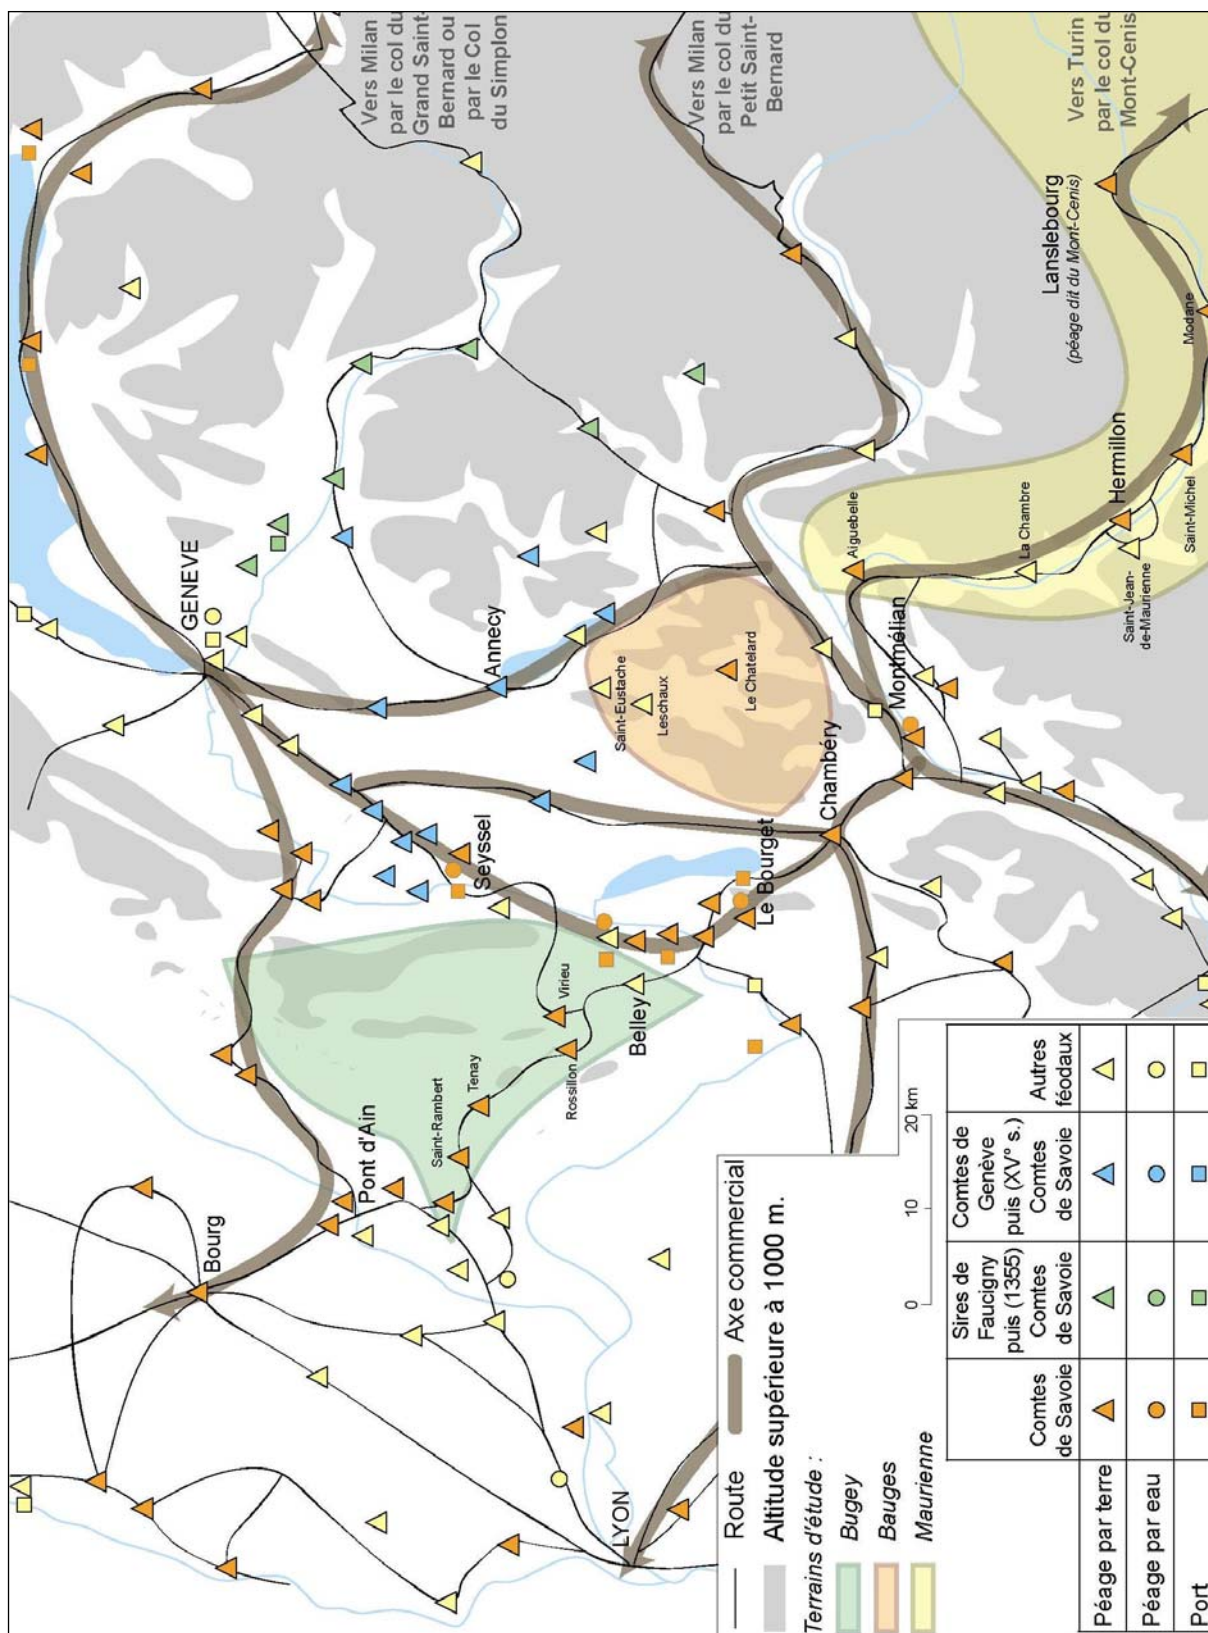 Vers Milan
par le col du
Grand Saint-
Bernard ou
par le Col
du Simplon
Vers Milan
par le col du
Petit Saint-
Bernard
Vers Turin
par le col du
Mont-Cenis
Lanslebourg
(péage dit du Mont-Cenis)
Modane
GENEVE
Annecy
Aiguebelle
La Chambre
Hermillon
Saint-Michel
Saint-Jean-
de-Maurienne
Saint-Eustache
Leschaux
Le Chatelard
Montmélian
Chambéry
Seyssel
Le Bourget
Virieu
Belley
Rossillon
Tenay
Saint-Rambert
Pont d'Ain
Bourg
LYON
Route
Axe commercial
0 10 20 km
Altitude supérieure à 1000 m.
Terrains d'étude :
Bugey
Bauges
Maurienne
Comtes
de Savoie
Sires de
Faucigny
puis (1355)
Comtes
de Savoie
Comtes de
Genève
puis (XV° s.)
Comtes
de Savoie
Autres
féodaux
Péage par terre
Péage par eau
Port